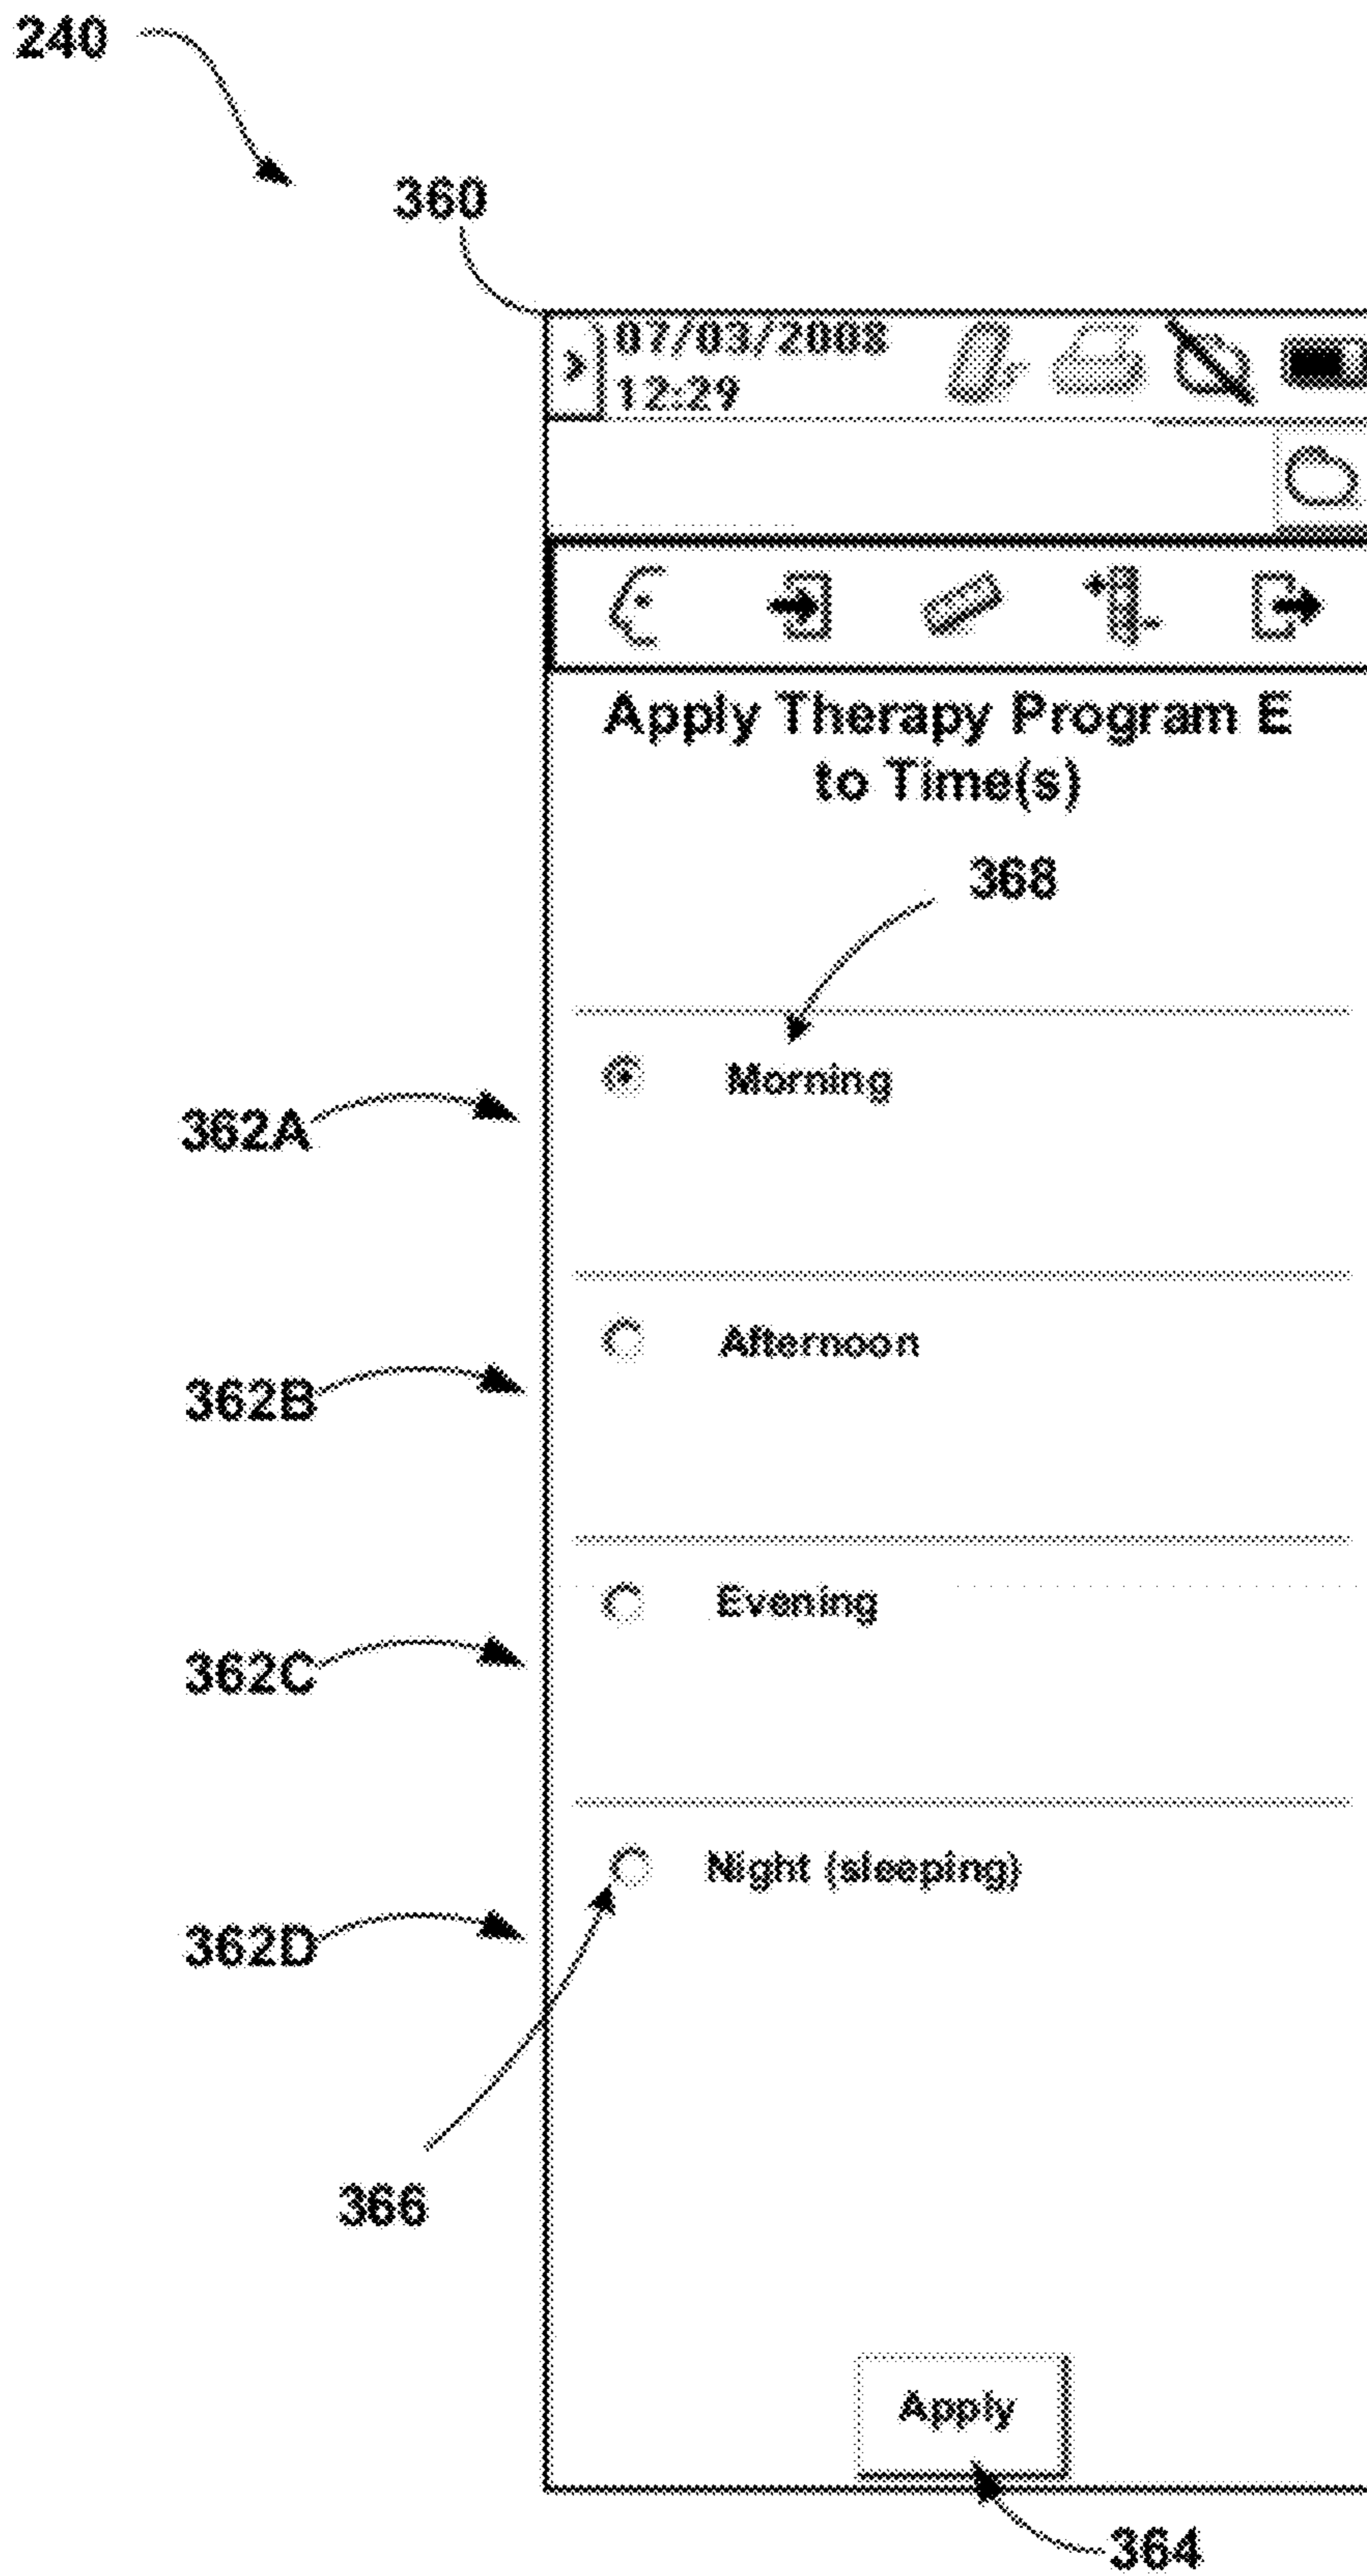 240
360
07/03/2008
12:29
Apply Therapy Program E
to Time(s)
368
Morning
362A
Afternoon
362B
Evening
362C
Night (sleeping)
362D
366
Apply
364